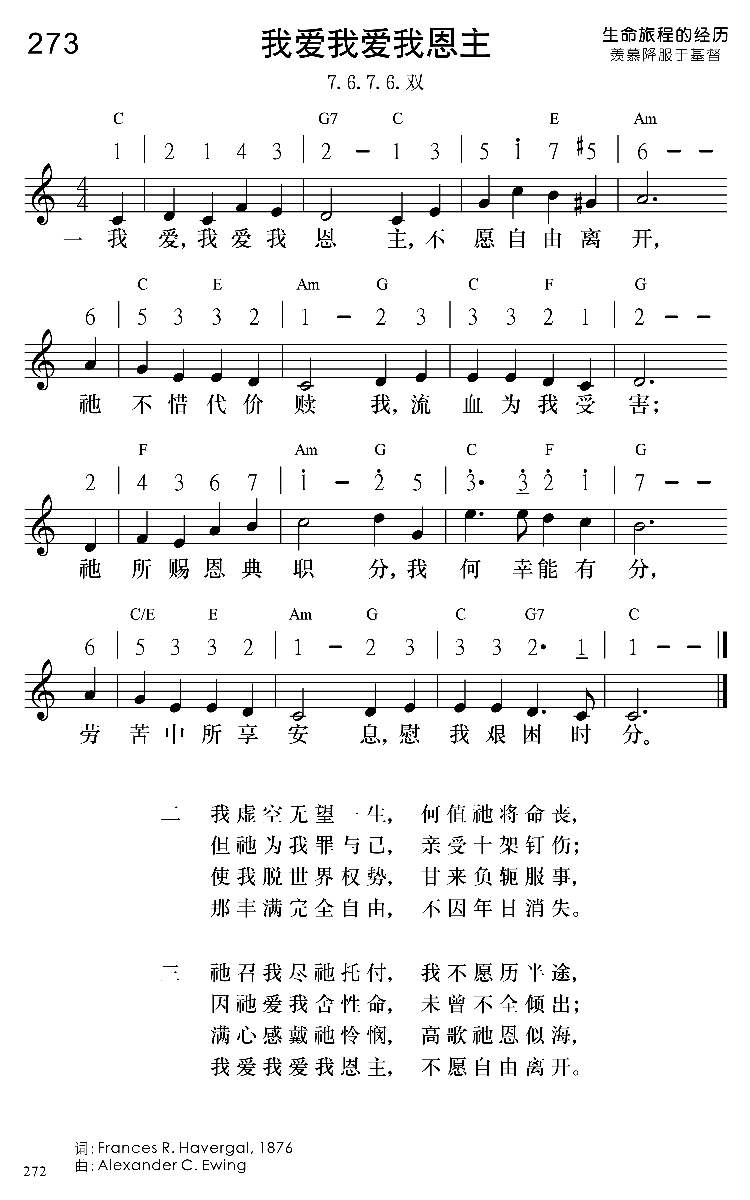 273 我爱我爱我恩主 生命旅程的经历
羡慕降服于基督
7.6.7.6.双
C G7 C E Am
1 | 2 1 4 3 | 2 – 1 3 | 5 i 7 #5 | 6 – –
4/4
一 我 爱, 我 爱 我 恩 主, 不 愿 自 由 离 开,
C E Am G C F G
6 | 5 3 3 2 | 1 – 2 3 | 3 3 2 1 | 2 – –
祂 不 惜 代 价 赎 我, 流 血 为 我 受 害;
F Am G C F G
2 | 4 3 6 7 | i – 2̇ 5 | 3̇· 3̇ 2̇ i | 7 – –
祂 所 赐 恩 典 职 分, 我 何 幸 能 有 分,
C/E E Am G C G7 C
6 | 5 3 3 2 | 1 – 2 3 | 3 3 2· 1 | 1 – – ‖
劳 苦 中 所 享 安 息, 慰 我 艰 困 时 分。
二 我虚空无望一生, 何值祂将命丧,
但祂为我罪与己, 亲受十架钉伤;
使我脱世界权势, 甘来负轭服事,
那丰满完全自由, 不因年日消失。
三 祂召我尽祂托付, 我不愿历半途,
因祂爱我舍性命, 未曾不全倾出;
满心感戴祂怜悯, 高歌祂恩似海,
我爱我爱我恩主, 不愿自由离开。
词: Frances R. Havergal, 1876
曲: Alexander C. Ewing
272